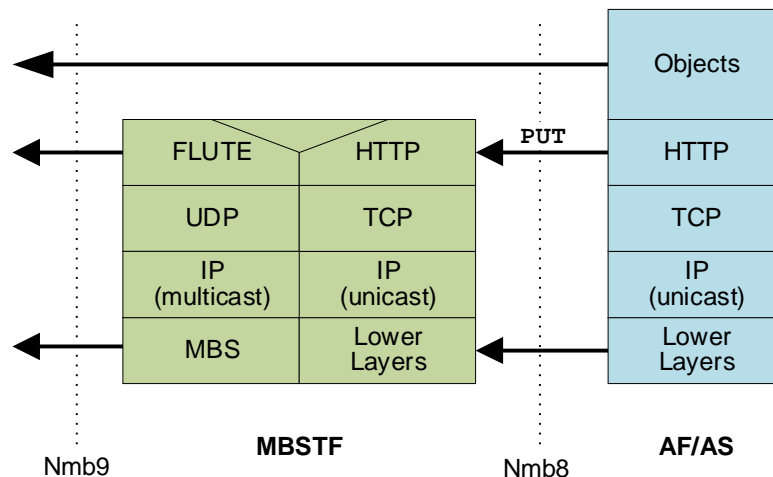 Objects
PUT
FLUTE
HTTP
HTTP
UDP
TCP
TCP
IP
(multicast)
IP
(unicast)
IP
(unicast)
MBS
Lower
Layers
Lower
Layers
MBSTF
AF/AS
Nmb9
Nmb8